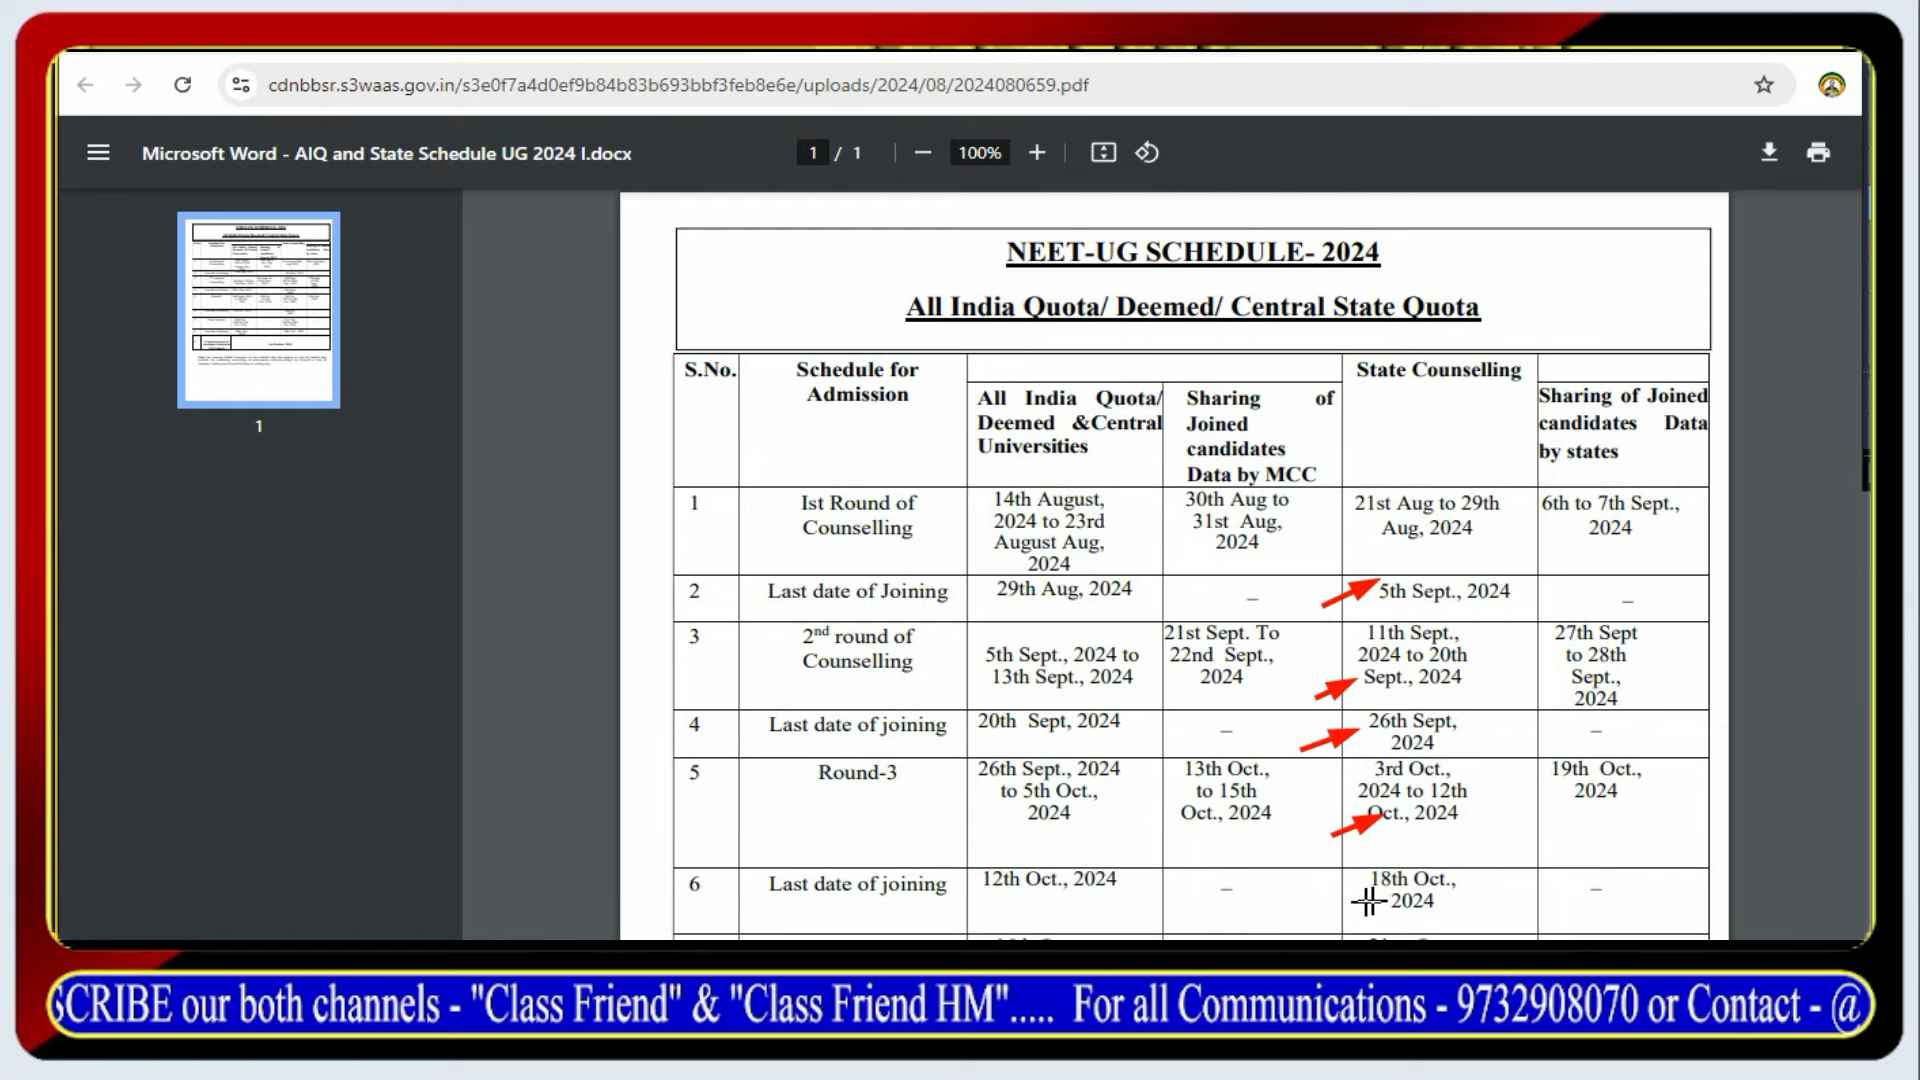 cdnbbsr.s3waas.gov.in/s3e0f7a4d0ef9b84b83b693bbf3feb8e6e/uploads/2024/08/2024080659.pdf
Microsoft Word - AIQ and State Schedule UG 2024 I.docx
1 / 1
100%
1
NEET-UG SCHEDULE- 2024
All India Quota/ Deemed/ Central State Quota
S.No.
Schedule for
Admission
All India Quota/
Deemed &Central
Universities
Sharing of
Joined
candidates
Data by MCC
State Counselling
Sharing of Joined
candidates Data
by states
1
Ist Round of
Counselling
14th August,
2024 to 23rd
August Aug,
2024
30th Aug to
31st Aug,
2024
21st Aug to 29th
Aug, 2024
6th to 7th Sept.,
2024
2
Last date of Joining
29th Aug, 2024
–
5th Sept., 2024
–
3
2nd round of
Counselling
5th Sept., 2024 to
13th Sept., 2024
21st Sept. To
22nd Sept.,
2024
11th Sept.,
2024 to 20th
Sept., 2024
27th Sept
to 28th
Sept.,
2024
4
Last date of joining
20th Sept, 2024
–
26th Sept,
2024
–
5
Round-3
26th Sept., 2024
to 5th Oct.,
2024
13th Oct.,
to 15th
Oct., 2024
3rd Oct.,
2024 to 12th
Oct., 2024
19th Oct.,
2024
6
Last date of joining
12th Oct., 2024
–
18th Oct.,
2024
–
SCRIBE our both channels - "Class Friend" & "Class Friend HM"..... For all Communications - 9732908070 or Contact - @